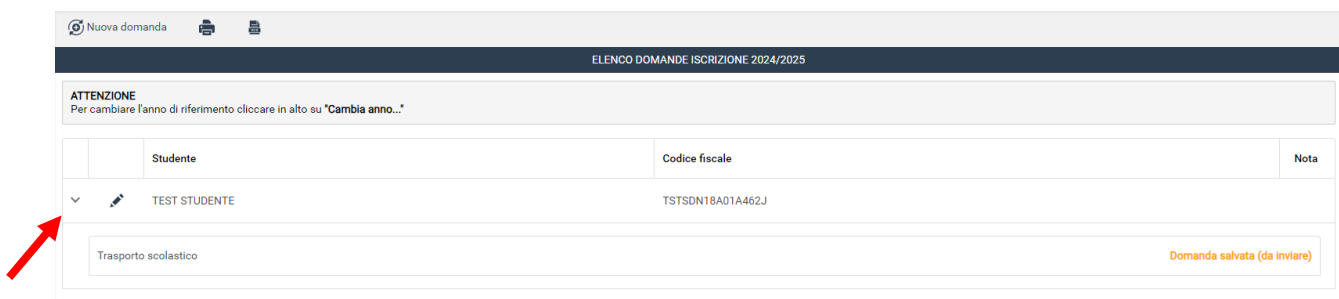 Nuova domanda
ELENCO DOMANDE ISCRIZIONE 2024/2025
ATTENZIONE
Per cambiare l'anno di riferimento cliccare in alto su "Cambia anno..."
Studente Codice fiscale Nota
TEST STUDENTE TSTSDN18A01A462J
Trasporto scolastico Domanda salvata (da inviare)